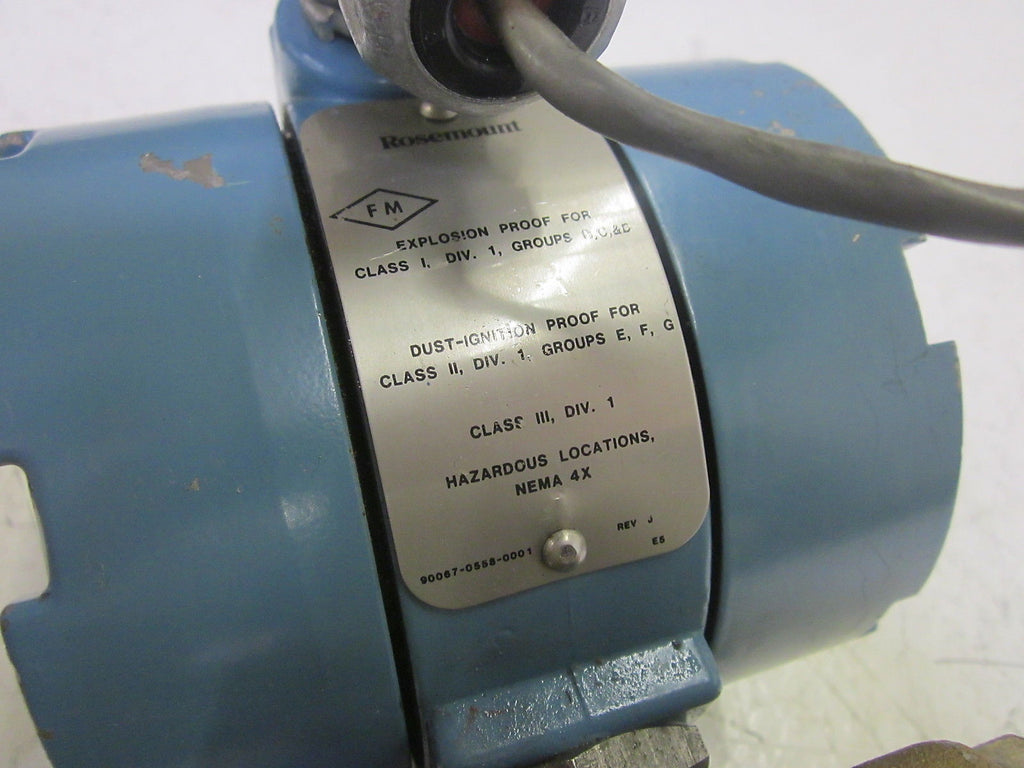 Rosemount
FM
EXPLOSION PROOF FOR
CLASS I, DIV. 1, GROUPS
DUST-IGNITION PROOF FOR
CLASS II, DIV. 1, GROUPS E, F, G
CLASS III, DIV. 1
HAZARDOUS LOCATIONS,
NEMA 4X
REV J
90067-0558-0001
E5